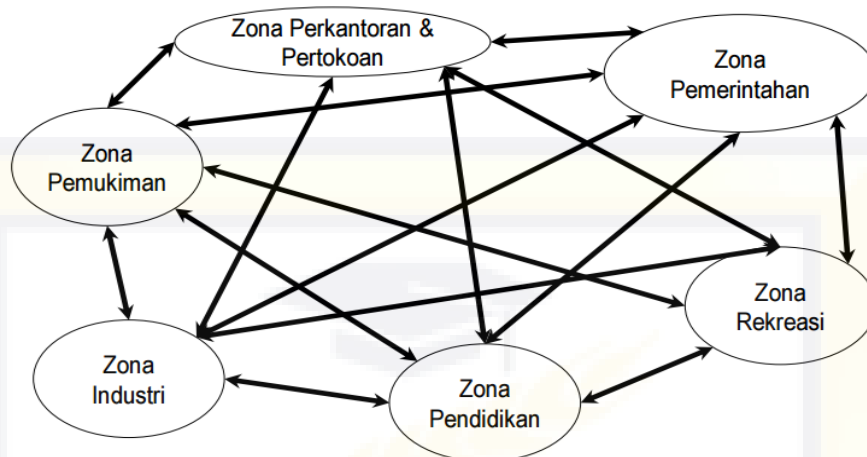 Zona Perkantoran &
Pertokoan
Zona
Pemerintahan
Zona
Pemukiman
Zona
Rekreasi
Zona
Industri
Zona
Pendidikan